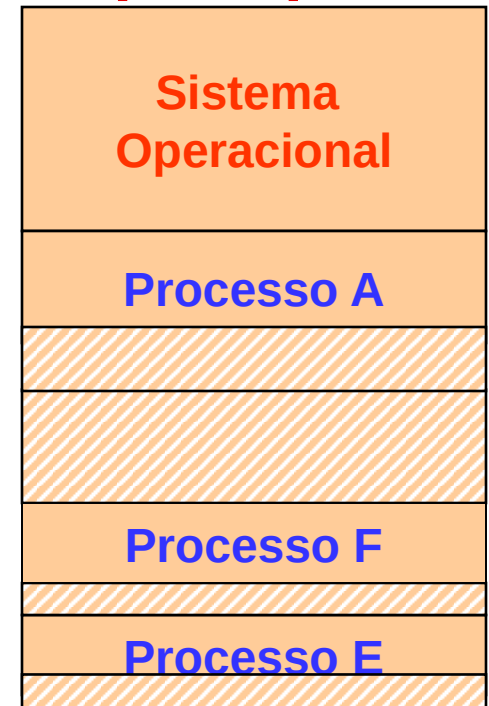 Sistema
Operacional
Processo A
Processo F
Processo E